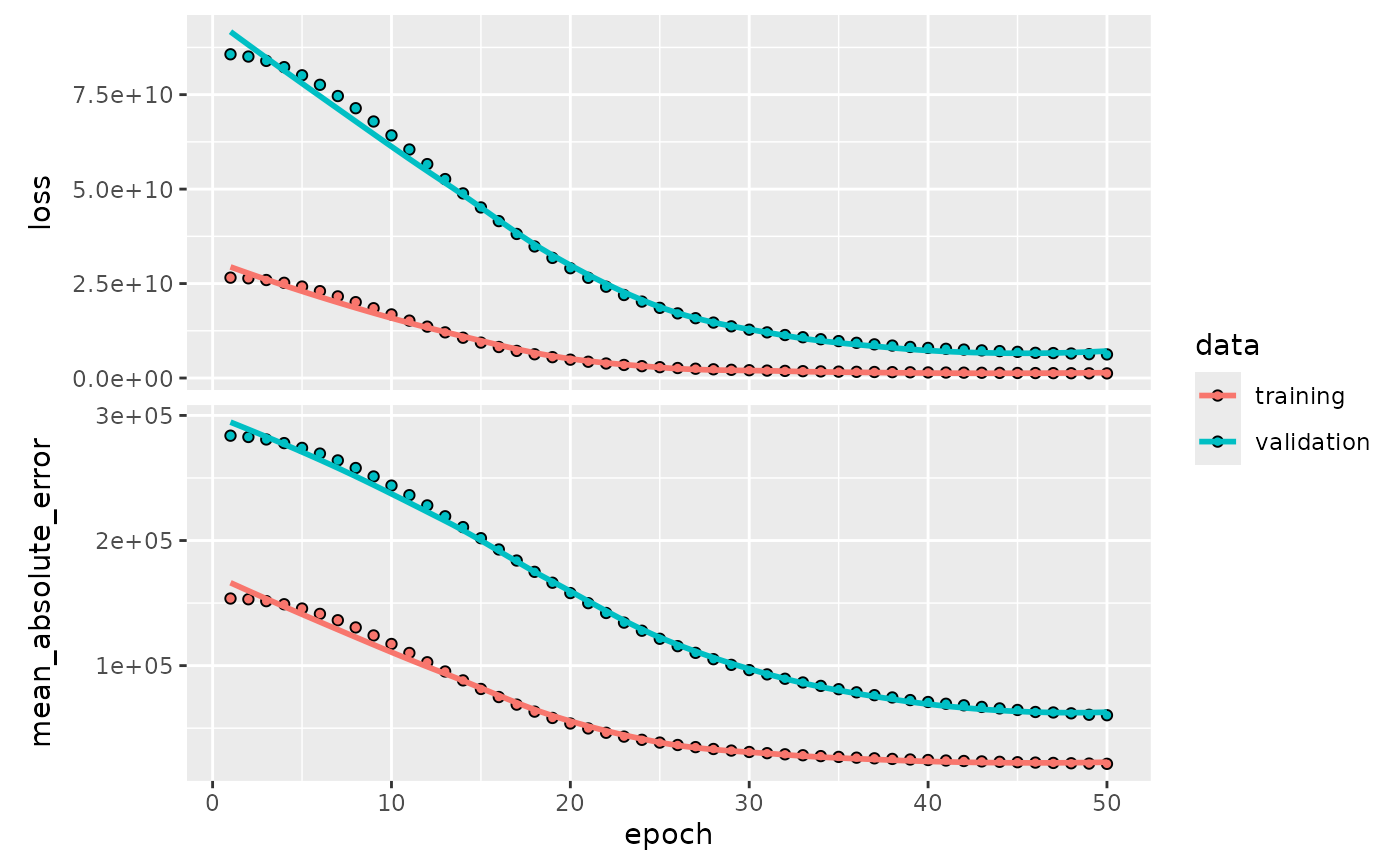 loss
7.5e+10
5.0e+10
2.5e+10
0.0e+00
mean_absolute_error
3e+05
2e+05
1e+05
0 10 20 30 40 50
epoch
data
training
validation